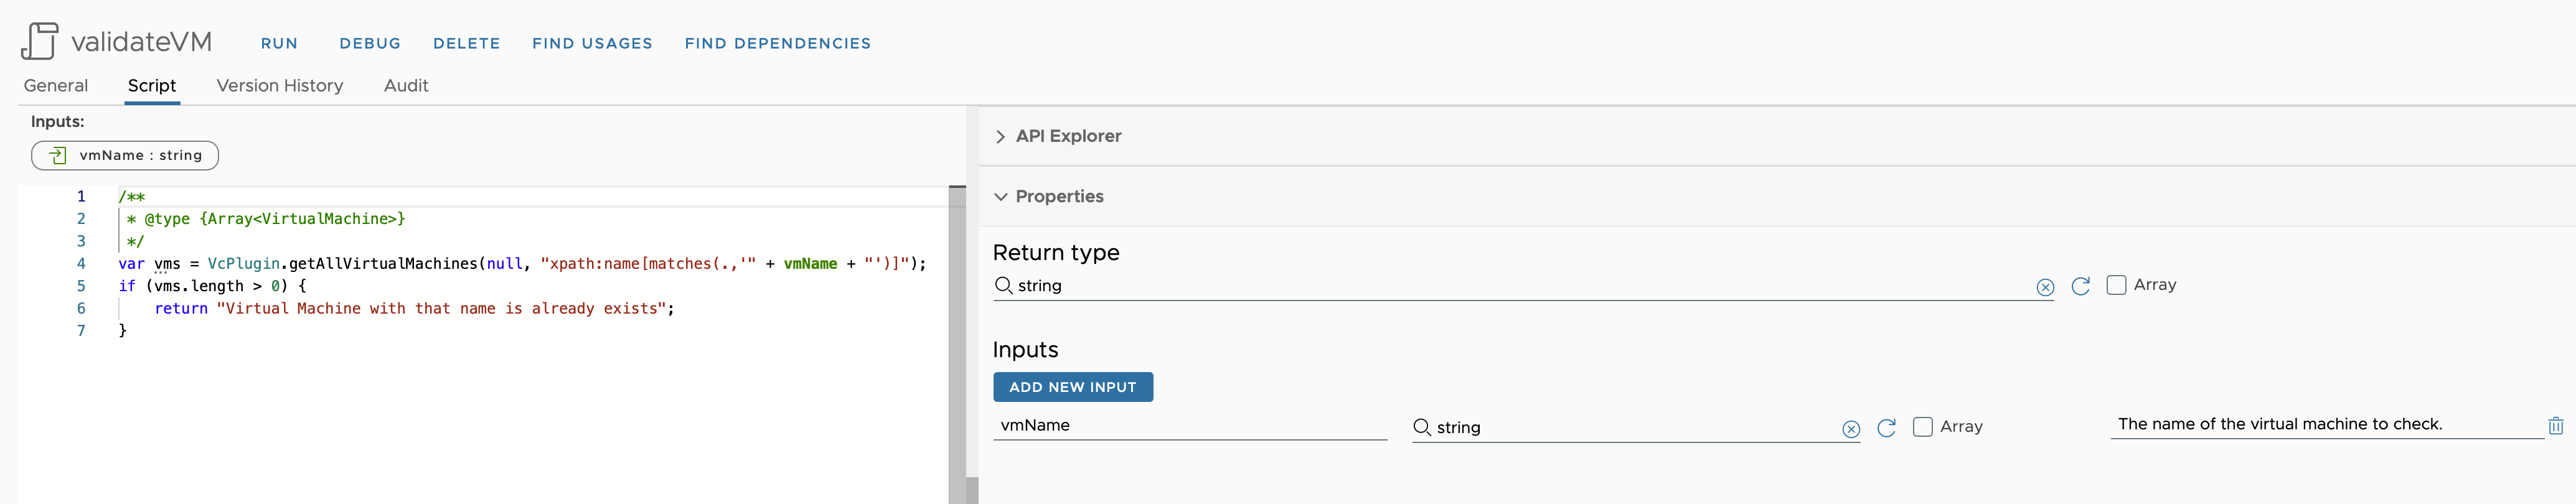 validateVM RUN DEBUG DELETE FIND USAGES FIND DEPENDENCIES
General Script Version History Audit
Inputs:
vmName : string
1 /**
2 * @type {Array<VirtualMachine>}
3 */
4 var vms = VcPlugin.getAllVirtualMachines(null, "xpath:name[matches(.,'" + vmName + "')]");
5 if (vms.length > 0) {
6 return "Virtual Machine with that name is already exists";
7 }
API Explorer
Properties
Return type
string Array
Inputs
ADD NEW INPUT
vmName string Array The name of the virtual machine to check.